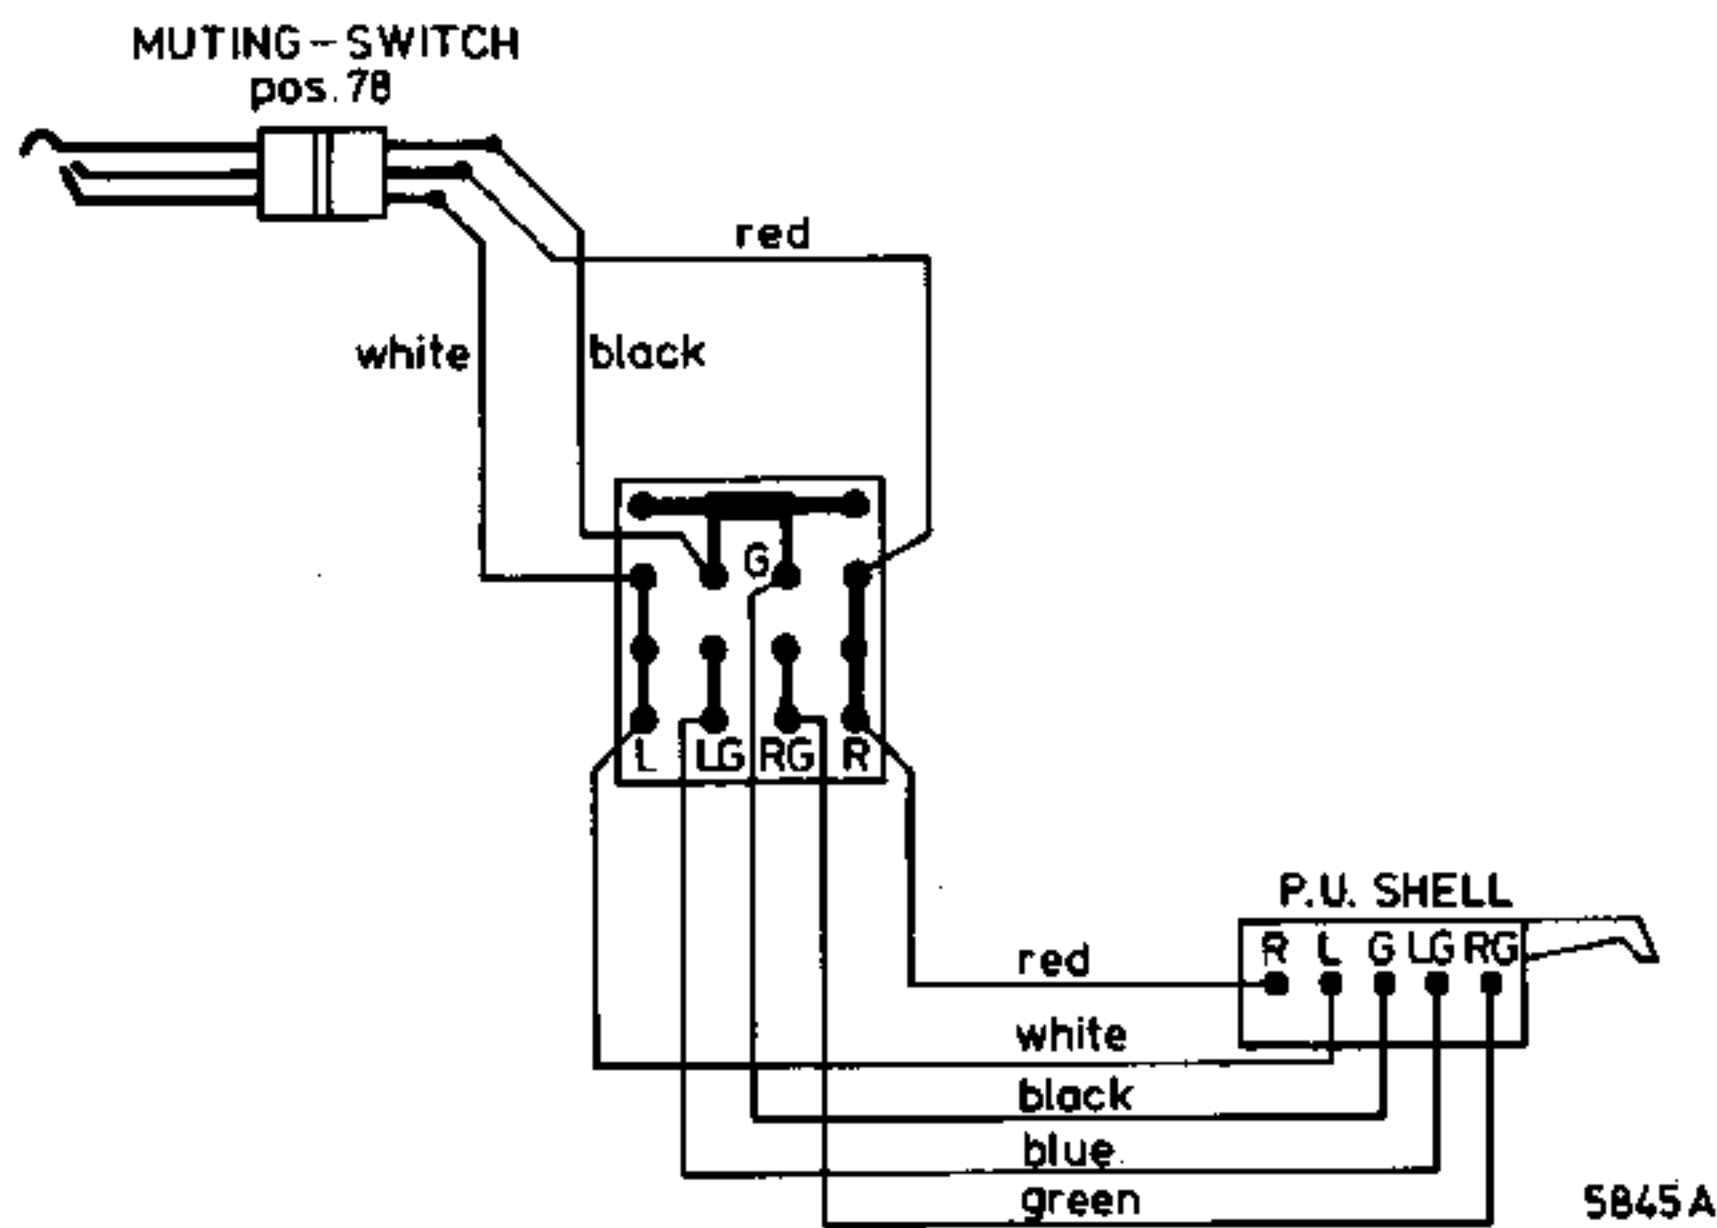 MUTING-SWITCH
pos. 78
red
white
black
G
L LG RG R
P.U. SHELL
R L G LG RG
red
white
black
blue
green
5845A